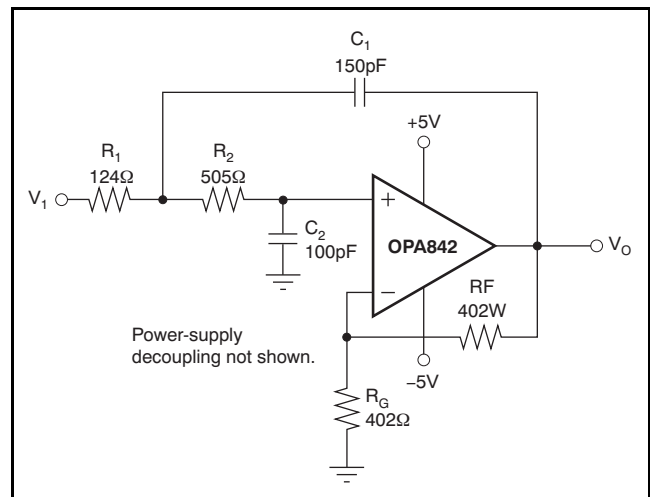 C1
150pF
+5V
R1
124Ω
R2
505Ω
V1
+
C2
100pF
OPA842
VO
−
RF
402W
Power-supply
decoupling not shown.
−5V
RG
402Ω